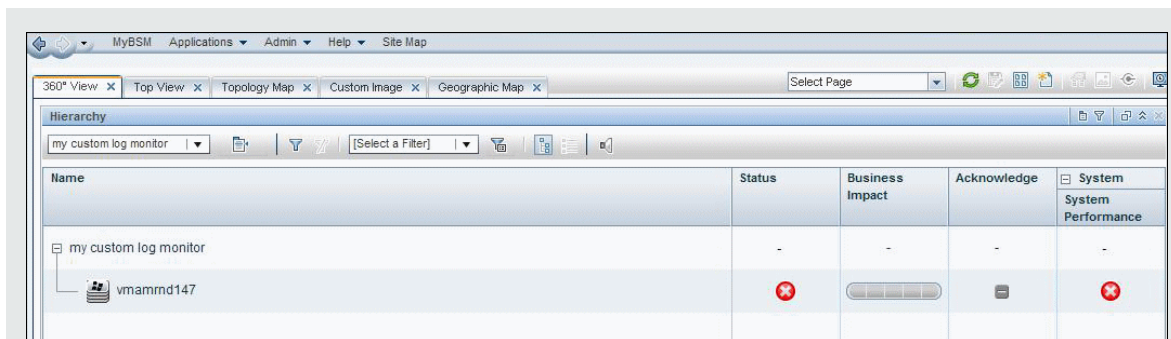 MyBSM Applications Admin Help Site Map
360° View Top View Topology Map Custom Image Geographic Map Select Page
Hierarchy
my custom log monitor [Select a Filter]
Name Status Business Impact Acknowledge System
System Performance
my custom log monitor - - - -
vmamrnd147